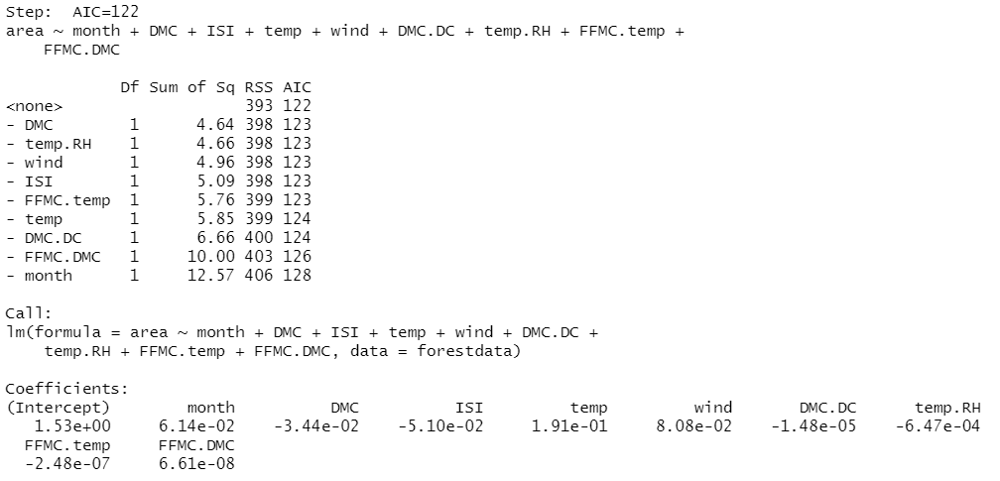 Step:  AIC=122
area ~ month + DMC + ISI + temp + wind + DMC.DC + temp.RH + FFMC.temp +
    FFMC.DMC
            Df Sum of Sq RSS AIC
<none>                   393 122
- DMC        1      4.64 398 123
- temp.RH    1      4.66 398 123
- wind       1      4.96 398 123
- ISI        1      5.09 398 123
- FFMC.temp  1      5.76 399 123
- temp       1      5.85 399 124
- DMC.DC     1      6.66 400 124
- FFMC.DMC   1     10.00 403 126
- month      1     12.57 406 128
Call:
lm(formula = area ~ month + DMC + ISI + temp + wind + DMC.DC +
    temp.RH + FFMC.temp + FFMC.DMC, data = forestdata)
Coefficients:
(Intercept)        month          DMC          ISI         temp         wind       DMC.DC      temp.RH
   1.53e+00     6.14e-02    -3.44e-02    -5.10e-02     1.91e-01     8.08e-02    -1.48e-05    -6.47e-04
  FFMC.temp     FFMC.DMC
  -2.48e-07     6.61e-08